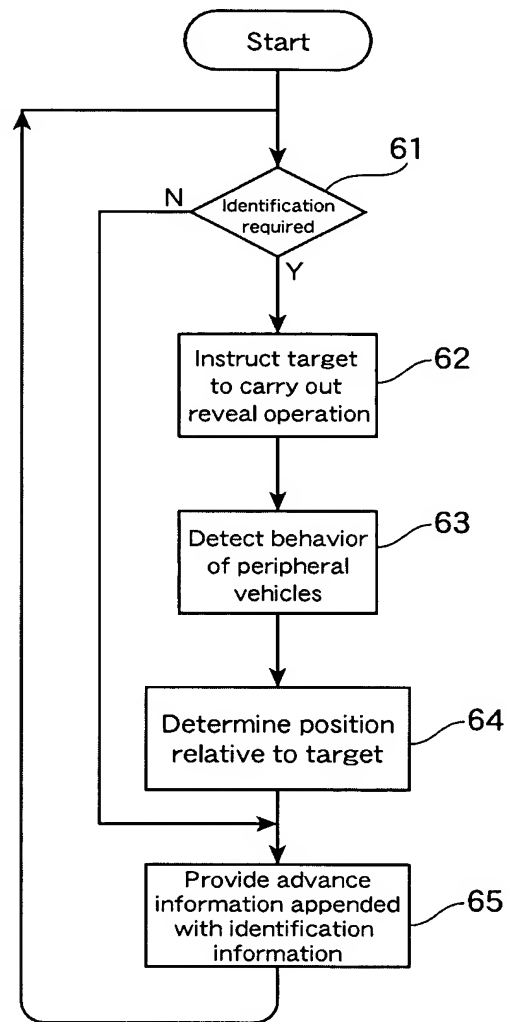 Start
61
N
Identification
required
Y
Instruct target
to carry out
reveal operation
62
Detect behavior
of peripheral
vehicles
63
Determine position
relative to target
64
Provide advance
information appended
with identification
information
65